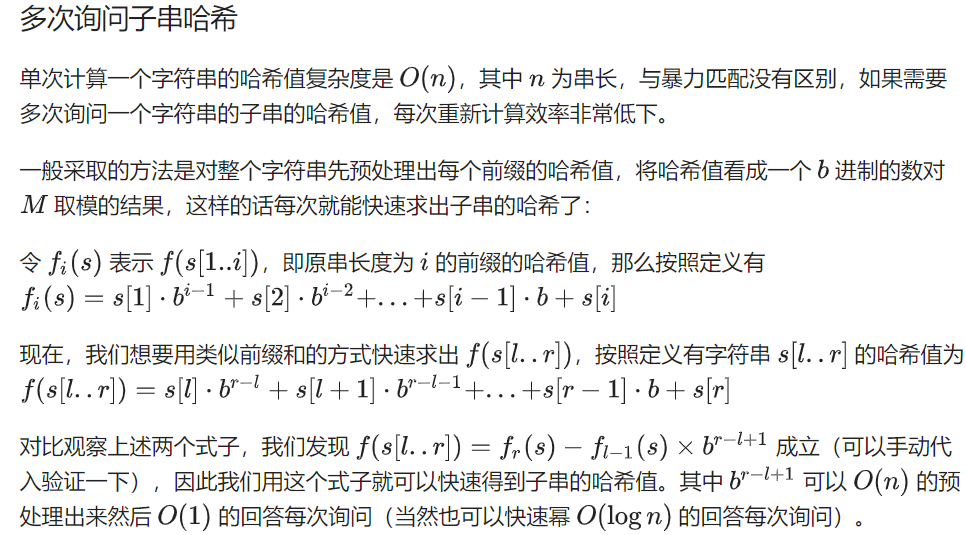 多次询问子串哈希
单次计算一个字符串的哈希值复杂度是 $O(n)$，其中 $n$ 为串长，与暴力匹配没有区别，如果需要
多次询问一个字符串的子串的哈希值，每次重新计算效率非常低下。
一般采取的方法是对整个字符串先预处理出每个前缀的哈希值，将哈希值看成一个 $b$ 进制的数对
$M$ 取模的结果，这样的话每次就能快速求出子串的哈希了：
令 $f_i(s)$ 表示 $f(s[1..i])$，即原串长度为 $i$ 的前缀的哈希值，那么按照定义有
$f_i(s) = s[1] \cdot b^{i-1} + s[2] \cdot b^{i-2} + \ldots + s[i-1] \cdot b + s[i]$
现在，我们想要用类似前缀和的方式快速求出 $f(s[l..r])$，按照定义有字符串 $s[l..r]$ 的哈希值为
$f(s[l..r]) = s[l] \cdot b^{r-l} + s[l+1] \cdot b^{r-l-1} + \ldots + s[r-1] \cdot b + s[r]$
对比观察上述两个式子，我们发现 $f(s[l..r]) = f_r(s) - f_{l-1}(s) \times b^{r-l+1}$ 成立（可以手动代
入验证一下），因此我们用这个式子就可以快速得到子串的哈希值。其中 $b^{r-l+1}$ 可以 $O(n)$ 的预
处理出来然后 $O(1)$ 的回答每次询问（当然也可以快速幂 $O(\log n)$ 的回答每次询问）。